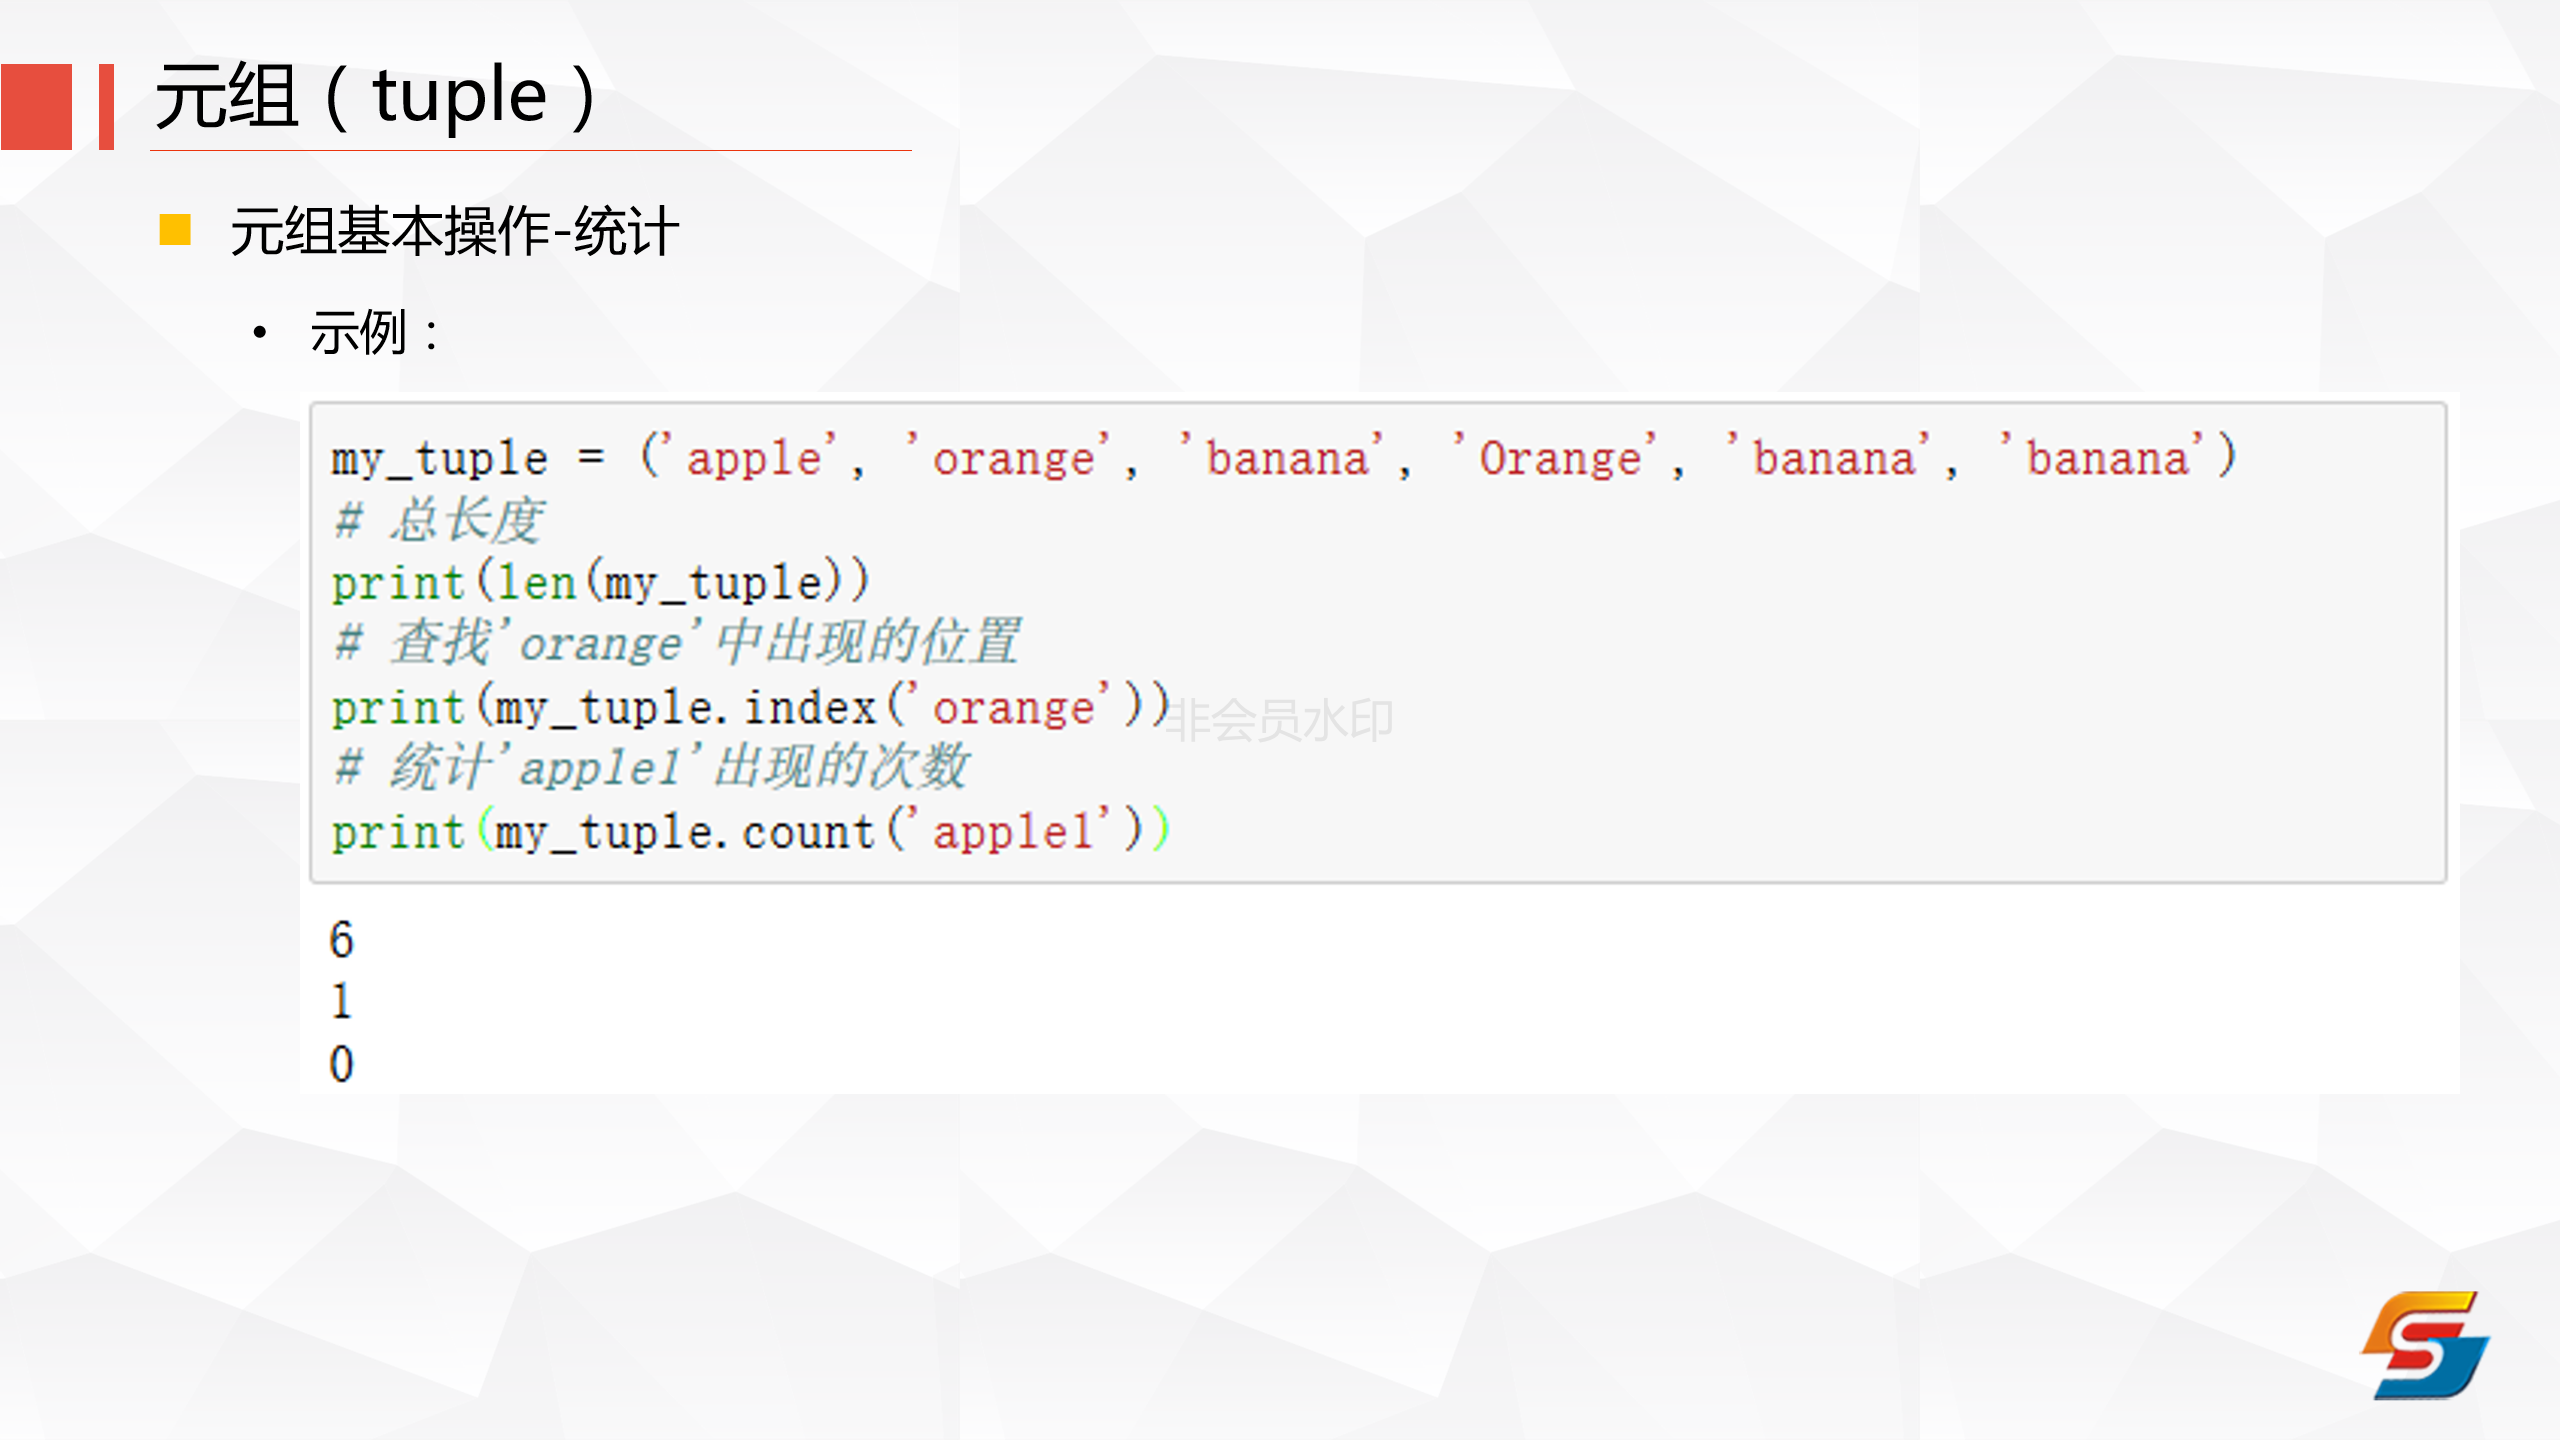 元组（tuple）
元组基本操作-统计
• 示例：
my_tuple = ('apple', 'orange', 'banana', 'Orange', 'banana', 'banana')
# 总长度
print(len(my_tuple))
# 查找'orange'中出现的位置
print(my_tuple.index('orange'))
非会员水印
# 统计'apple1'出现的次数
print(my_tuple.count('apple1'))
6
1
0